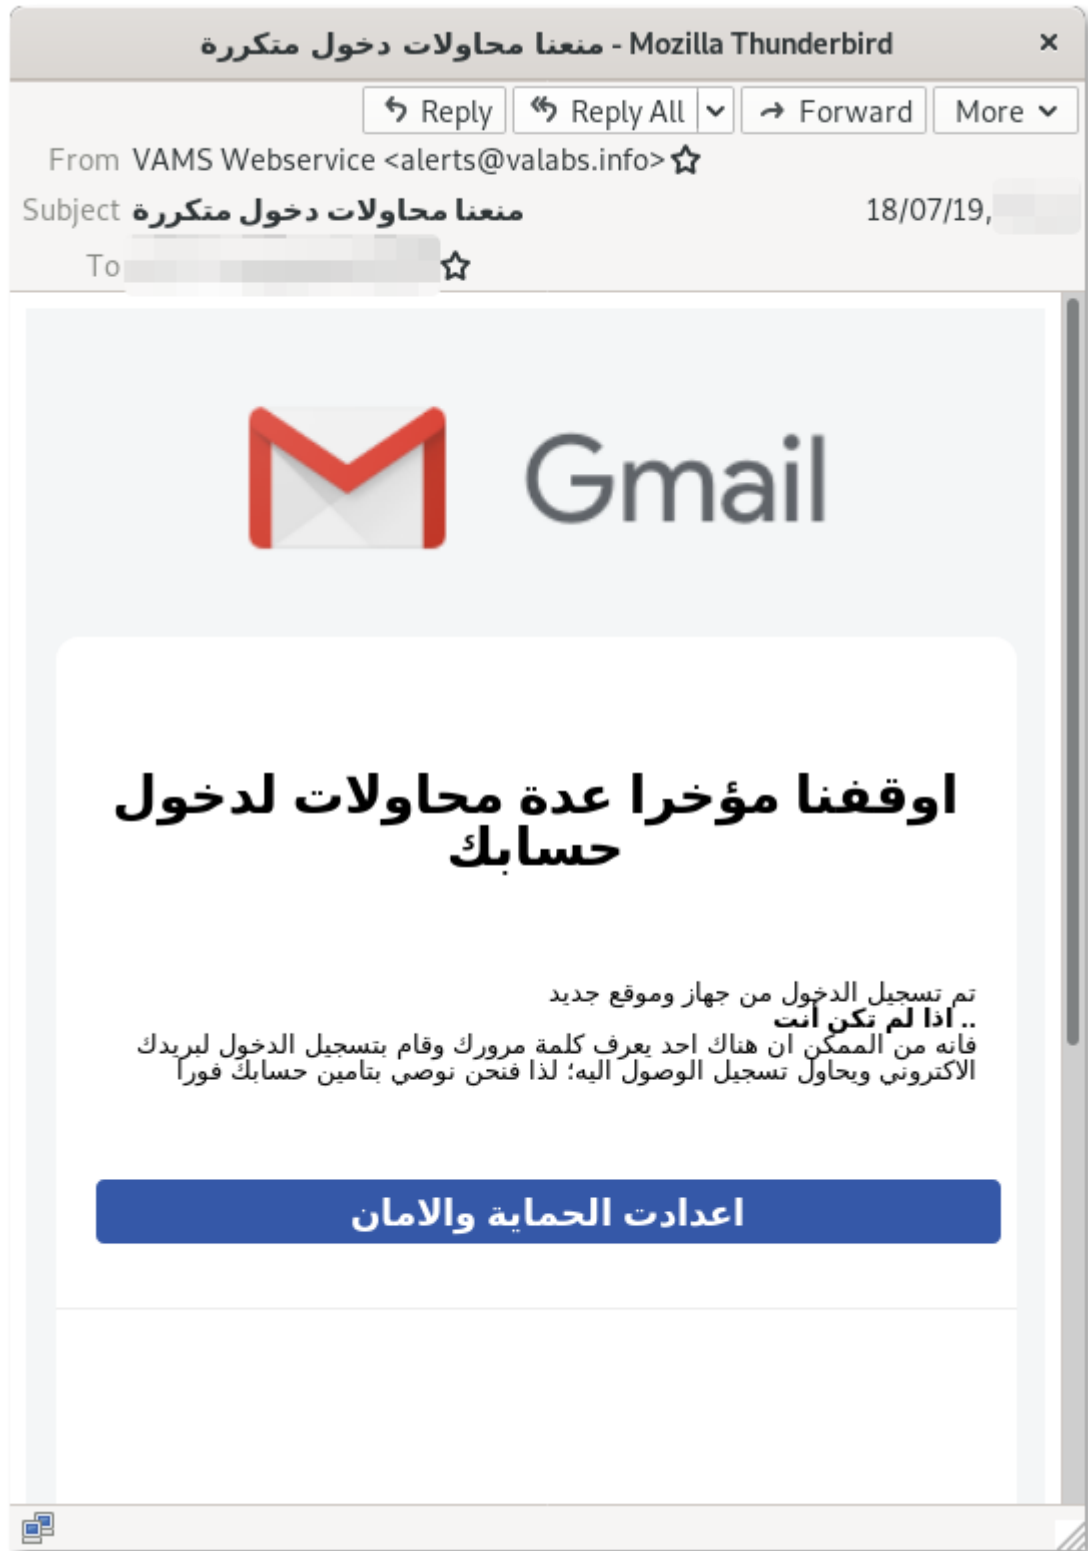 منعنا محاولات دخول متكررة - Mozilla Thunderbird
Reply
Reply All
Forward
More
From VAMS Webservice <alerts@valabs.info>
Subject منعنا محاولات دخول متكررة 18/07/19,
To
Gmail
اوقفنا مؤخرا عدة محاولات لدخول
حسابك
تم تسجيل الدخول من جهاز وموقع جديد
.. اذا لم تكن أنت
فانه من الممكن ان هناك احد يعرف كلمة مرورك وقام بتسجيل الدخول لبريدك
الاكتروني ويحاول تسجيل الوصول اليه؛ لذا فنحن نوصي بتامين حسابك فورا
اعدادت الحماية والامان